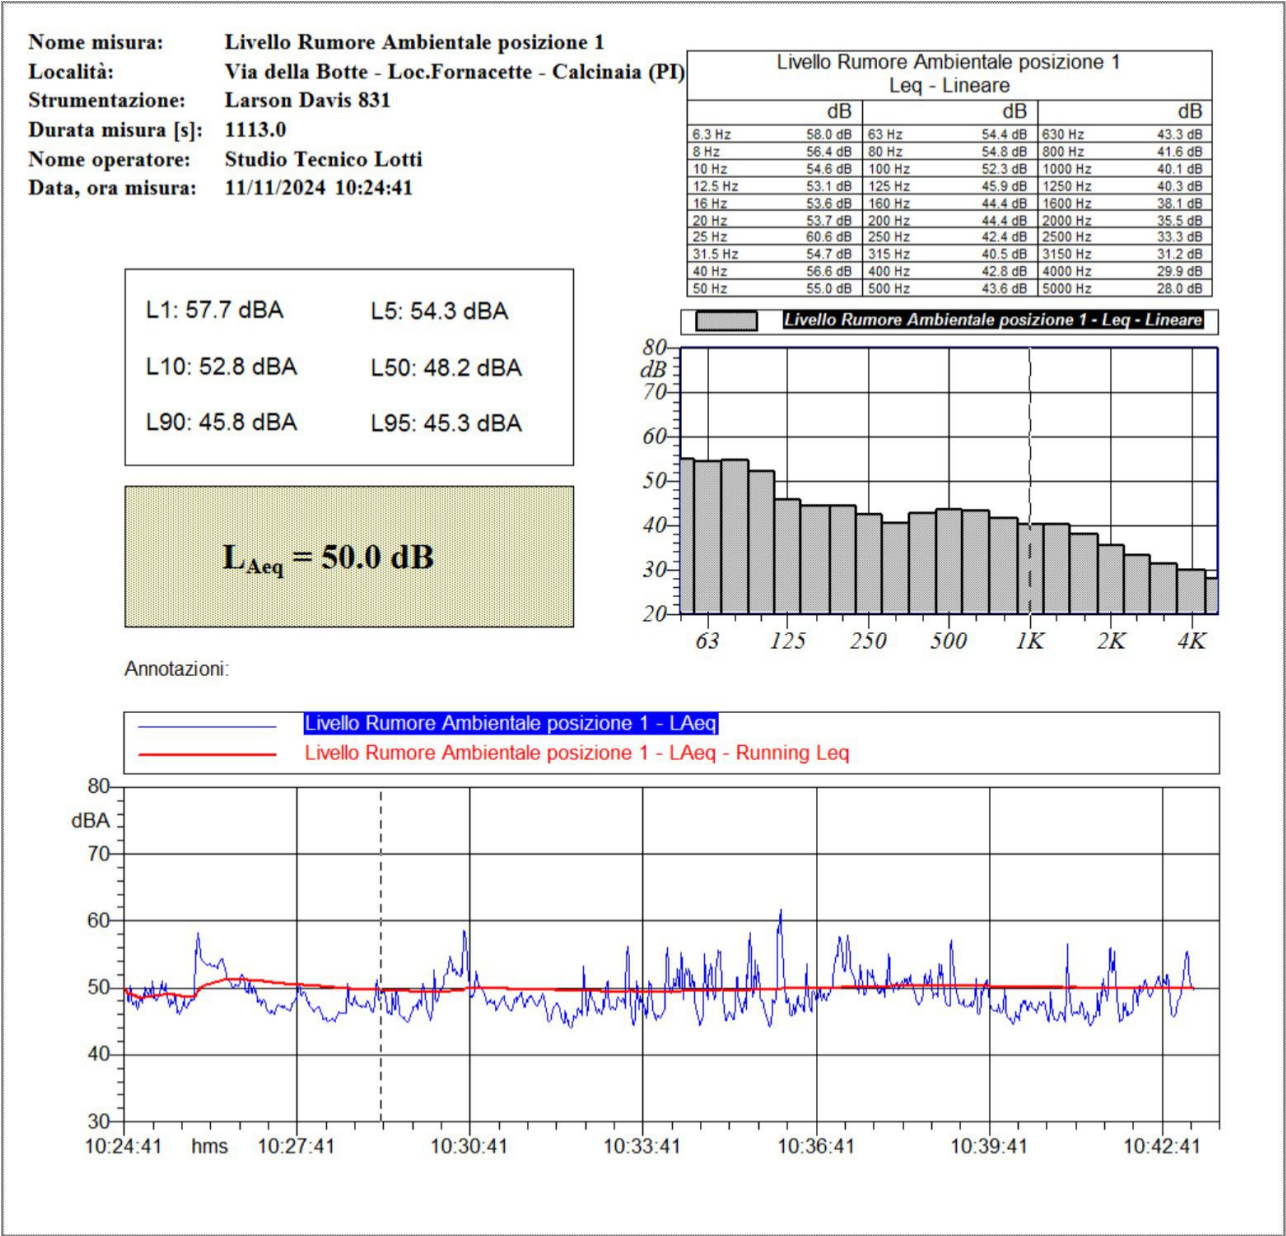 Nome misura: Livello Rumore Ambientale posizione 1
Località: Via della Botte - Loc.Fornacette - Calcinaia (PI)
Strumentazione: Larson Davis 831
Durata misura [s]: 1113.0
Nome operatore: Studio Tecnico Lotti
Data, ora misura: 11/11/2024 10:24:41
Livello Rumore Ambientale posizione 1
Leq - Lineare
dB dB dB
6.3 Hz 58.0 dB 63 Hz 54.4 dB 630 Hz 43.3 dB
8 Hz 56.4 dB 80 Hz 54.8 dB 800 Hz 41.6 dB
10 Hz 54.6 dB 100 Hz 52.3 dB 1000 Hz 40.1 dB
12.5 Hz 53.1 dB 125 Hz 45.9 dB 1250 Hz 40.3 dB
16 Hz 53.6 dB 160 Hz 44.4 dB 1600 Hz 38.1 dB
20 Hz 53.7 dB 200 Hz 44.4 dB 2000 Hz 35.5 dB
25 Hz 60.6 dB 250 Hz 42.4 dB 2500 Hz 33.3 dB
31.5 Hz 54.7 dB 315 Hz 40.5 dB 3150 Hz 31.2 dB
40 Hz 56.6 dB 400 Hz 42.8 dB 4000 Hz 29.9 dB
50 Hz 55.0 dB 500 Hz 43.6 dB 5000 Hz 28.0 dB
L1: 57.7 dBA L5: 54.3 dBA
L10: 52.8 dBA L50: 48.2 dBA
L90: 45.8 dBA L95: 45.3 dBA
LAeq = 50.0 dB
Livello Rumore Ambientale posizione 1 - Leq - Lineare
80
dB
70
60
50
40
30
20
63 125 250 500 1K 2K 4K
Annotazioni:
Livello Rumore Ambientale posizione 1 - LAeq
Livello Rumore Ambientale posizione 1 - LAeq - Running Leq
80
dBA
70
60
50
40
30
10:24:41 hms 10:27:41 10:30:41 10:33:41 10:36:41 10:39:41 10:42:41